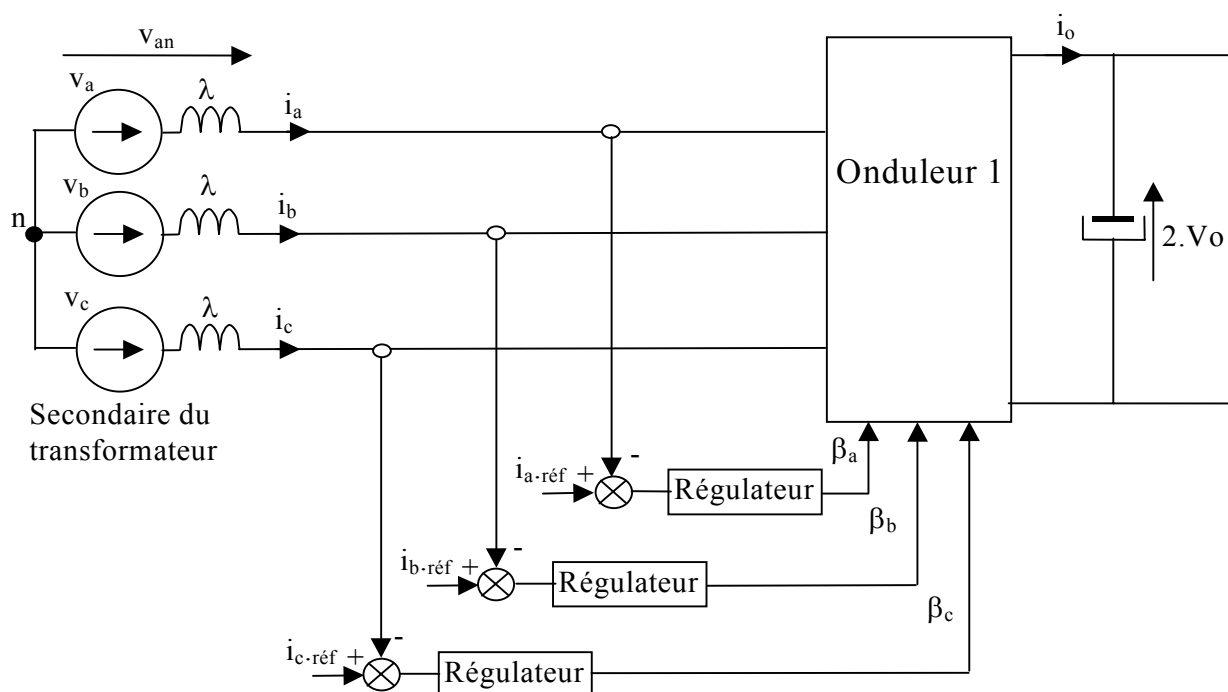 v_an
i_o
v_a
λ
i_a
v_b
λ
i_b
n
v_c
λ
i_c
Onduleur 1
2.Vo
Secondaire du
transformateur
i_a-réf + -
Régulateur
β_a
i_b-réf + -
Régulateur
β_b
i_c-réf + -
Régulateur
β_c